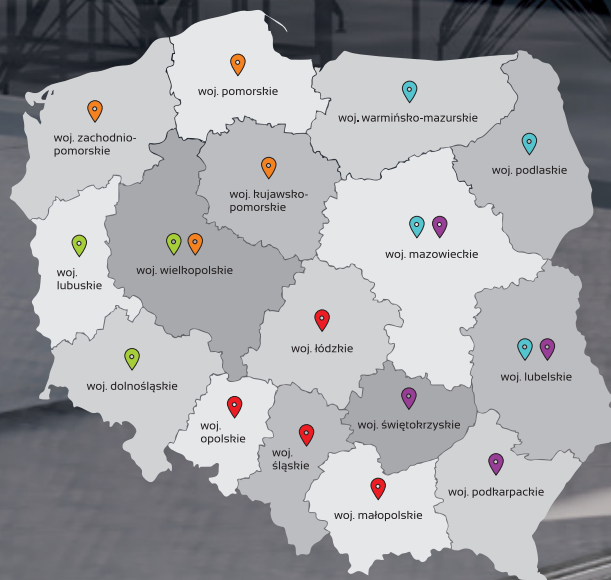 woj. pomorskie
woj. warmińsko-mazurskie
woj. zachodnio-
pomorskie
woj. podlaskie
woj. kujawsko-
pomorskie
woj. mazowieckie
woj. wielkopolskie
woj.
lubuskie
woj. łódzkie
woj. lubelskie
woj. dolnośląskie
woj. świętokrzyskie
woj.
opolskie
woj.
śląskie
woj. podkarpackie
woj. małopolskie